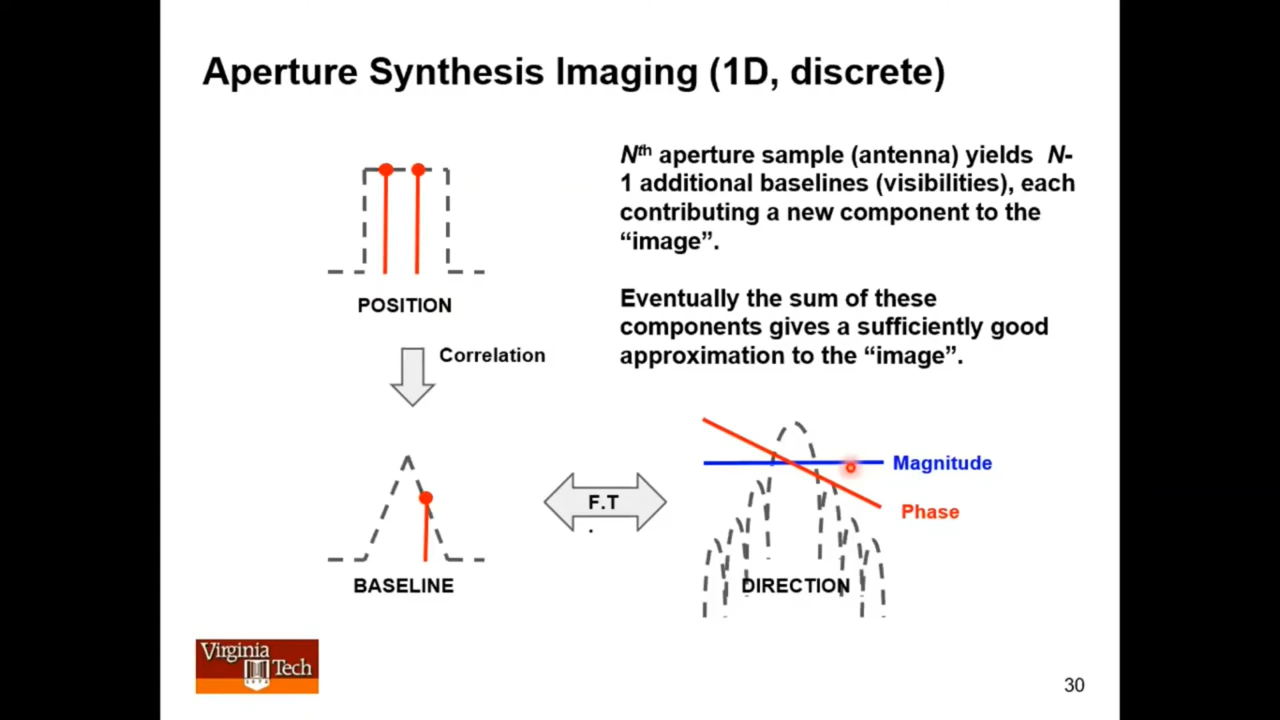 Aperture Synthesis Imaging (1D, discrete)
Nth aperture sample (antenna) yields N-
1 additional baselines (visibilities), each
contributing a new component to the
“image”.
Eventually the sum of these
components gives a sufficiently good
approximation to the “image”.
POSITION
Correlation
Magnitude
F.T
.
Phase
BASELINE
DIRECTION
Virginia
Tech
1872
30